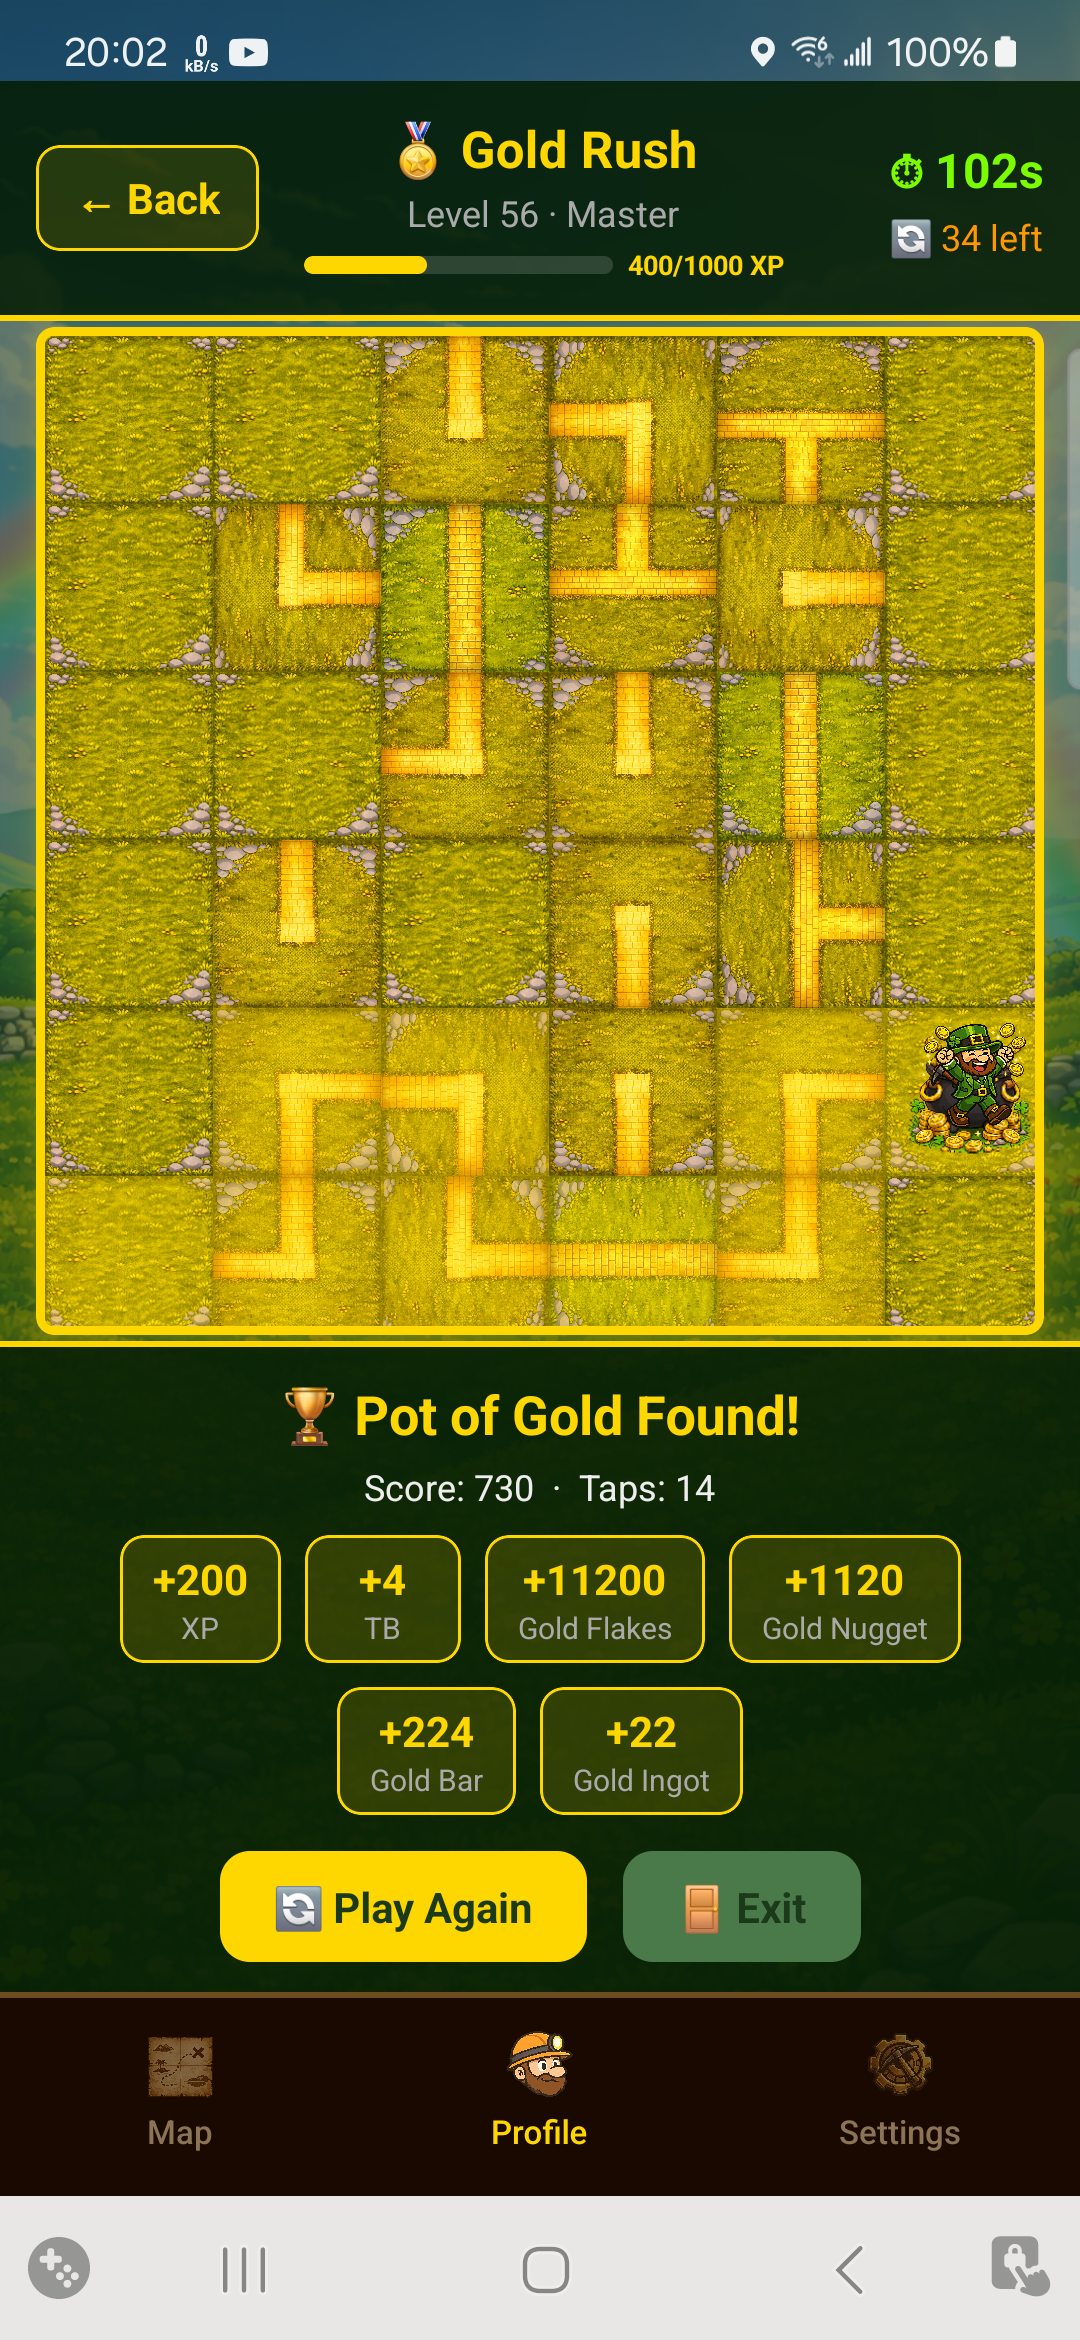 20:02 0 kB/s 6 100%
← Back
Gold Rush
Level 56 · Master
400/1000 XP
102s
34 left
Pot of Gold Found!
Score: 730 · Taps: 14
+200
XP
+4
TB
+11200
Gold Flakes
+1120
Gold Nugget
+224
Gold Bar
+22
Gold Ingot
Play Again
Exit
Map
Profile
Settings